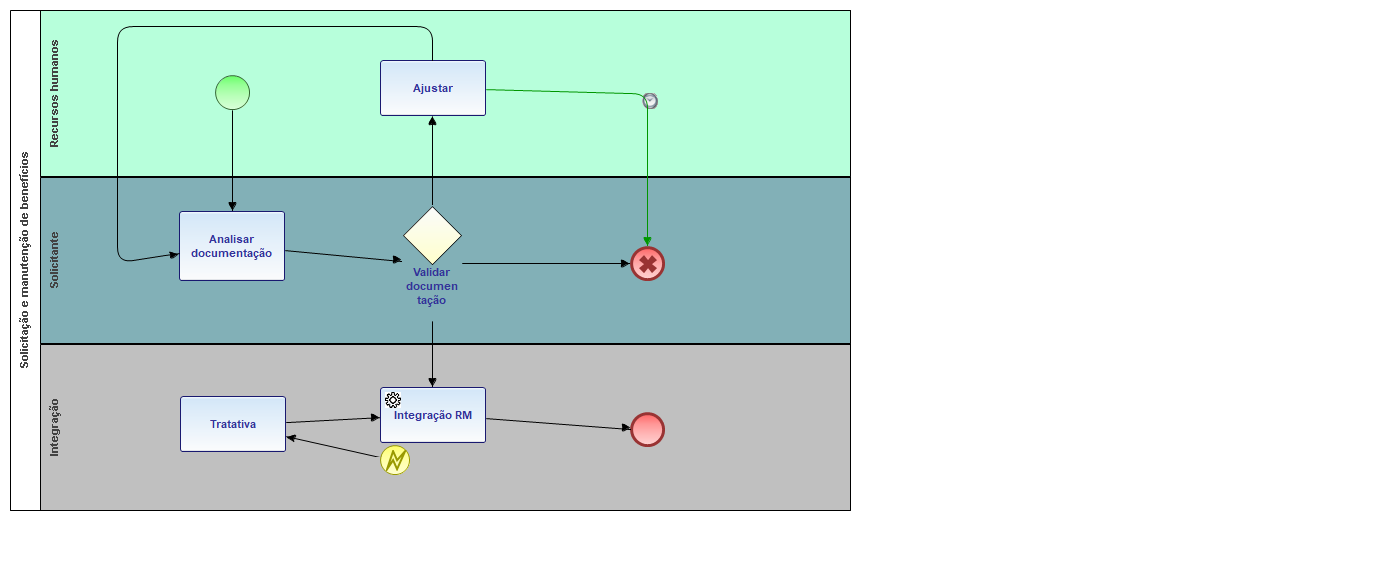 Solicitação e manutenção de benefícios
Recursos humanos
Ajustar
Solicitante
Analisar
documentação
Validar
documen
tação
Integração
Tratativa
Integração RM